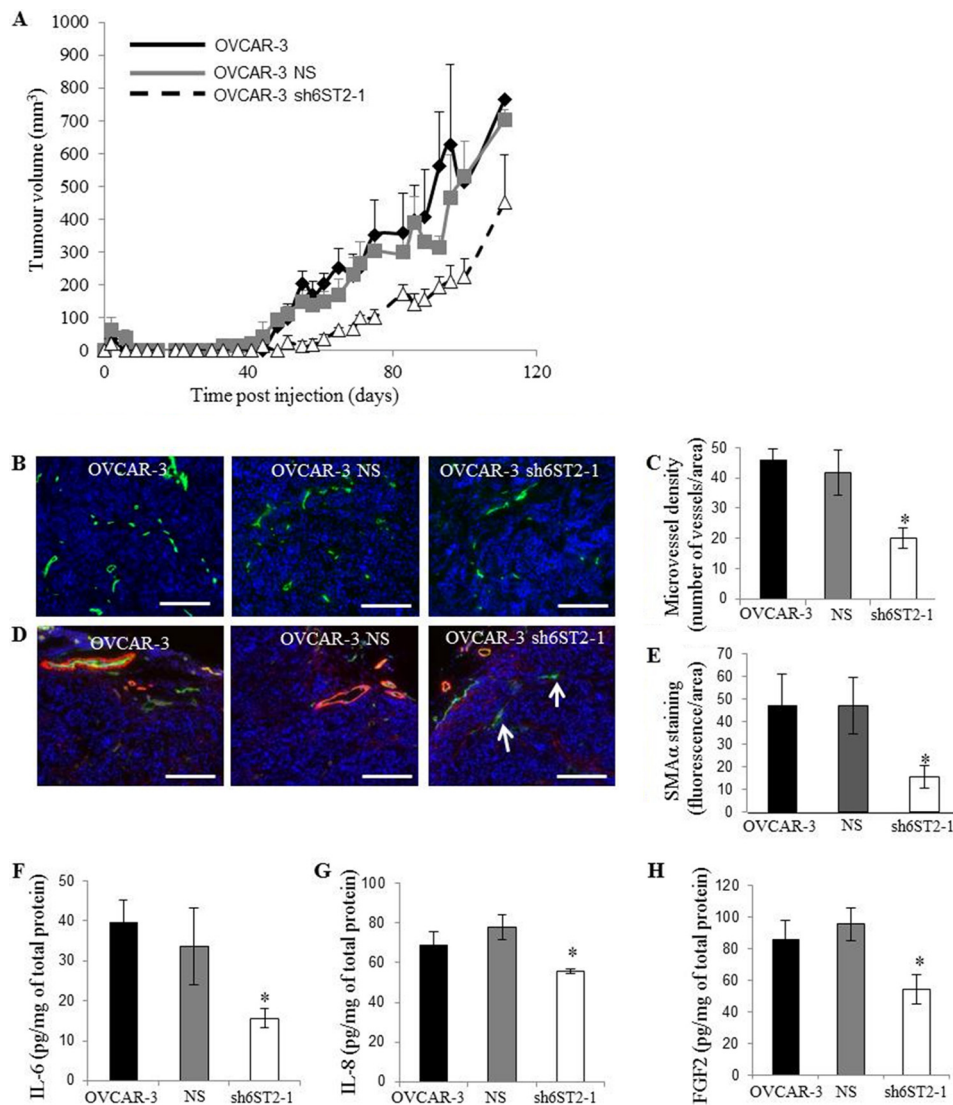 A
Tumour volume (mm³)
1000
900
800
700
600
500
400
300
200
100
0
OVCAR-3
OVCAR-3 NS
OVCAR-3 sh6ST2-1
0 40 80 120
Time post injection (days)
B
OVCAR-3
OVCAR-3 NS
OVCAR-3 sh6ST2-1
C
Microvessel density
(number of vessels/area)
50
40
30
20
10
0
*
OVCAR-3 NS sh6ST2-1
D
OVCAR-3
OVCAR-3 NS
OVCAR-3 sh6ST2-1
E
SMAα staining
(fluorescence/area)
70
60
50
40
30
20
10
0
*
OVCAR-3 NS sh6ST2-1
F
IL-6 (pg/mg of total protein)
50
40
30
20
10
0
*
OVCAR-3 NS sh6ST2-1
G
IL-8 (pg/mg of total protein)
100
80
60
40
20
0
*
OVCAR-3 NS sh6ST2-1
H
FGF2 (pg/mg of total protein)
140
120
100
80
60
40
20
0
*
OVCAR-3 NS sh6ST2-1